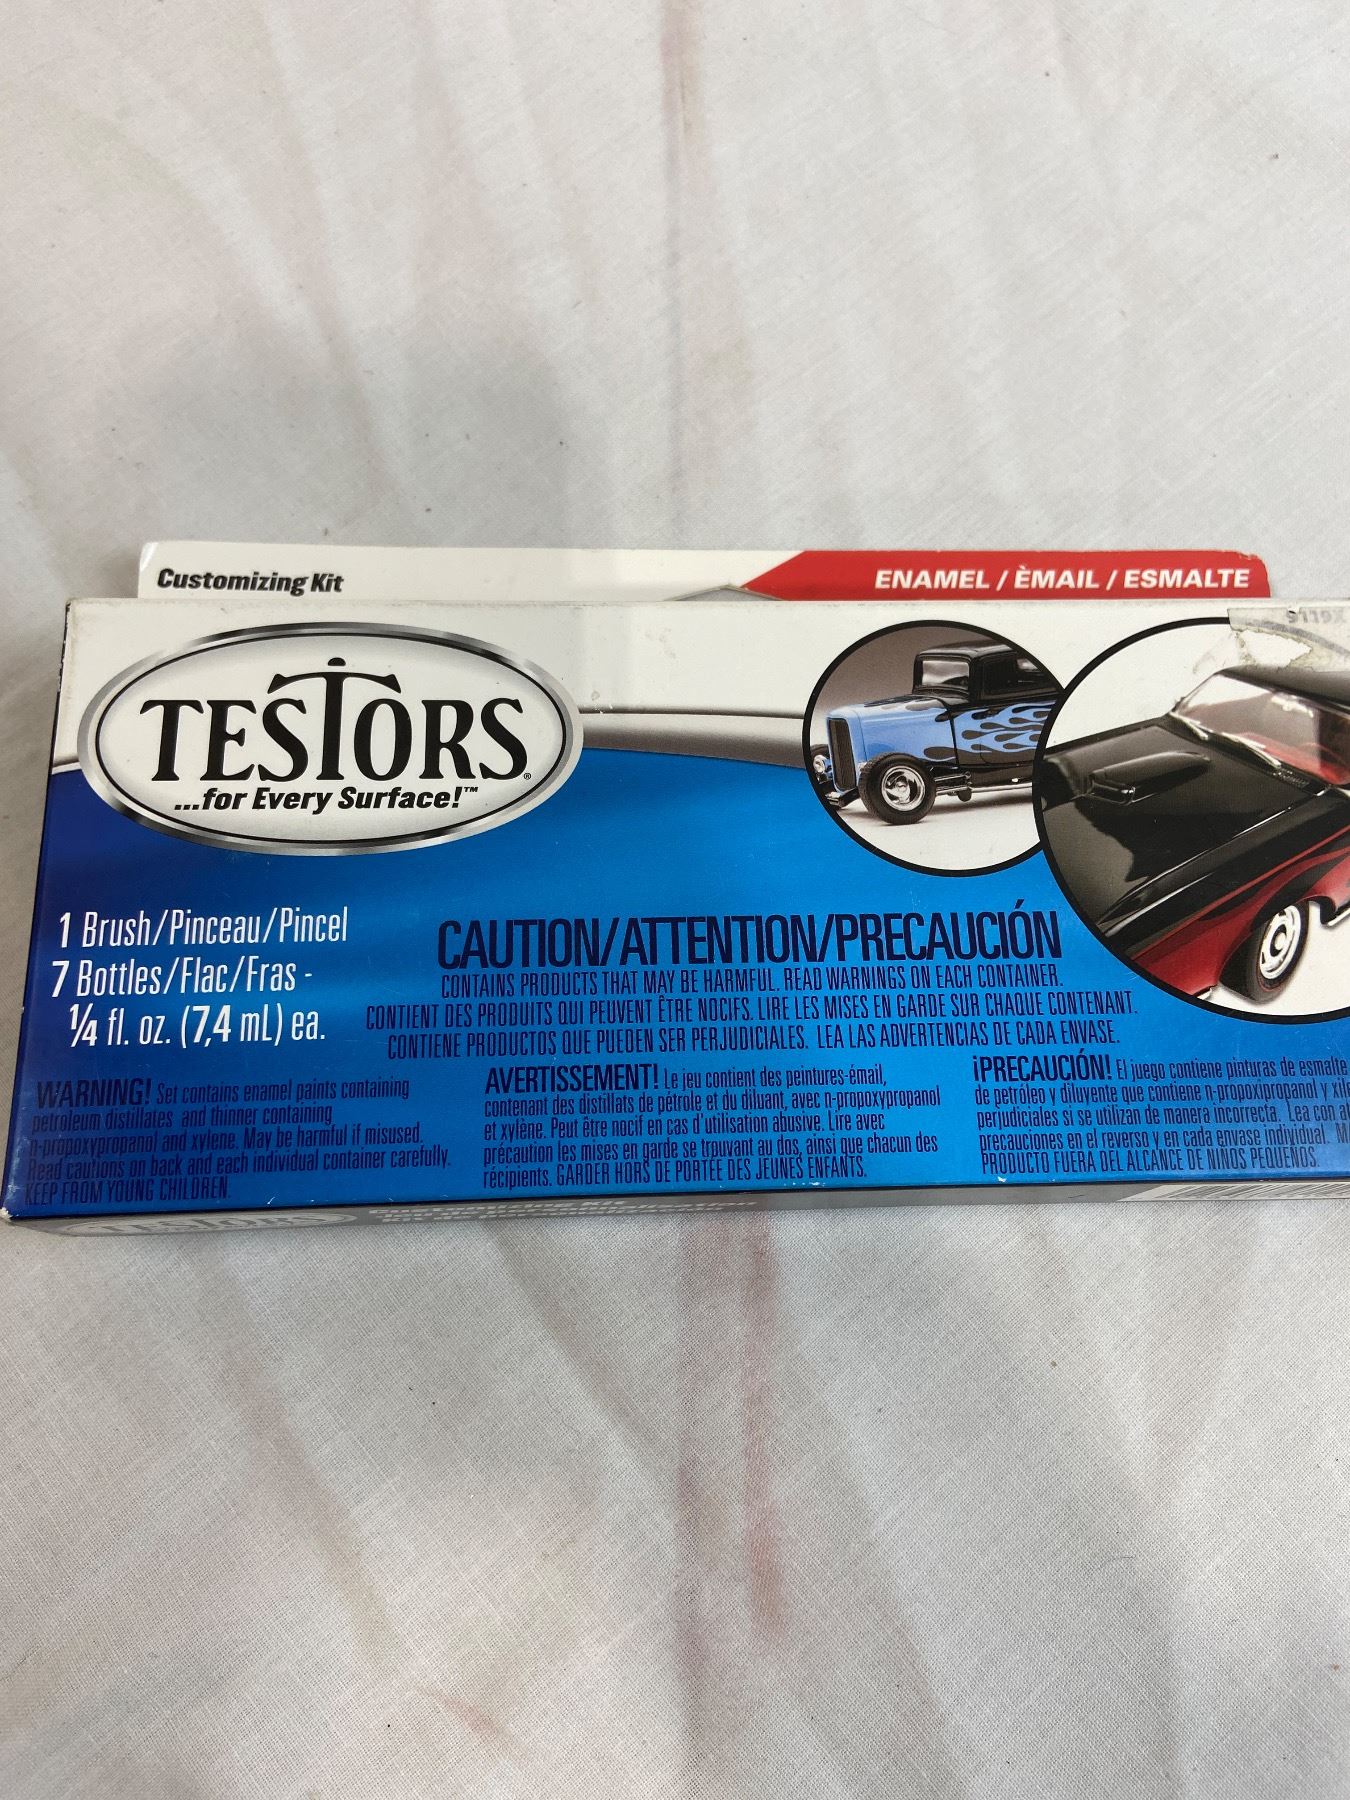 Customizing Kit
ENAMEL / ÈMAIL / ESMALTE
9119X
TESTORS®
...for Every Surface!™
1 Brush/Pinceau/Pincel
7 Bottles/Flac/Fras -
1/4 fl. oz. (7,4 mL) ea.
CAUTION/ATTENTION/PRECAUCIÓN
CONTAINS PRODUCTS THAT MAY BE HARMFUL. READ WARNINGS ON EACH CONTAINER.
CONTIENT DES PRODUITS QUI PEUVENT ÊTRE NOCIFS. LIRE LES MISES EN GARDE SUR CHAQUE CONTENANT.
CONTIENE PRODUCTOS QUE PUEDEN SER PERJUDICIALES. LEA LAS ADVERTENCIAS DE CADA ENVASE.
WARNING! Set contains enamel paints containing
petroleum distillates and thinner containing
n-propoxypropanol and xylene. May be harmful if misused.
Read cautions on back and each individual container carefully.
KEEP FROM YOUNG CHILDREN.
AVERTISSEMENT! Le jeu contient des peintures-émail,
contenant des distillats de pétrole et du diluant, avec n-propoxypropanol
et xylène. Peut être nocif en cas d'utilisation abusive. Lire avec
précaution les mises en garde se trouvant au dos, ainsi que chacun des
récipients. GARDER HORS DE PORTÉE DES JEUNES ENFANTS.
¡PRECAUCIÓN! El juego contiene pinturas de esmalte
de petróleo y diluyente que contiene n-propoxipropanol y xile
perjudiciales si se utilizan de manera incorrecta. Lea con at
precauciones en el reverso y en cada envase individual. M
PRODUCTO FUERA DEL ALCANCE DE NIÑOS PEQUEÑOS.
TESTORS
Customizing Kit